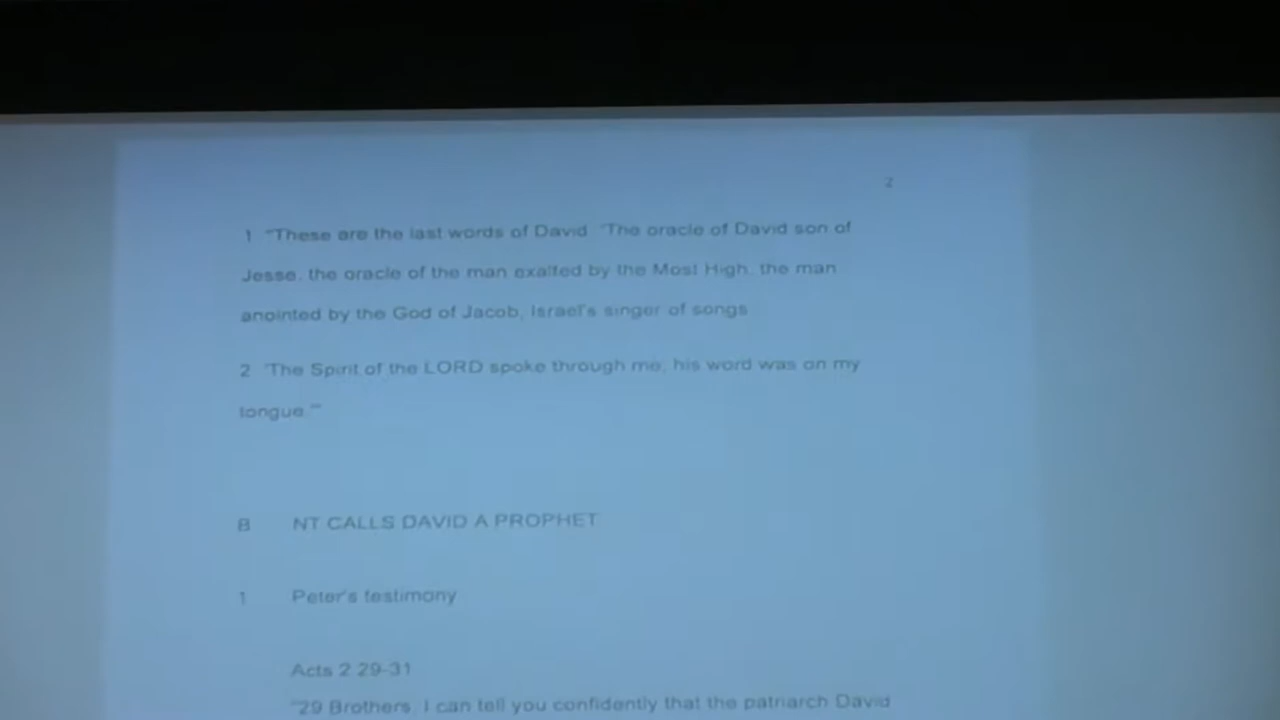 2
1 "These are the last words of David "The oracle of David son of
Jesse, the oracle of the man exalted by the Most High, the man
anointed by the God of Jacob, Israel's singer of songs
2 'The Spirit of the LORD spoke through me, his word was on my
tongue.'"
B NT CALLS DAVID A PROPHET
1 Peter's testimony
Acts 2 29-31
"29 Brothers, I can tell you confidently that the patriarch David